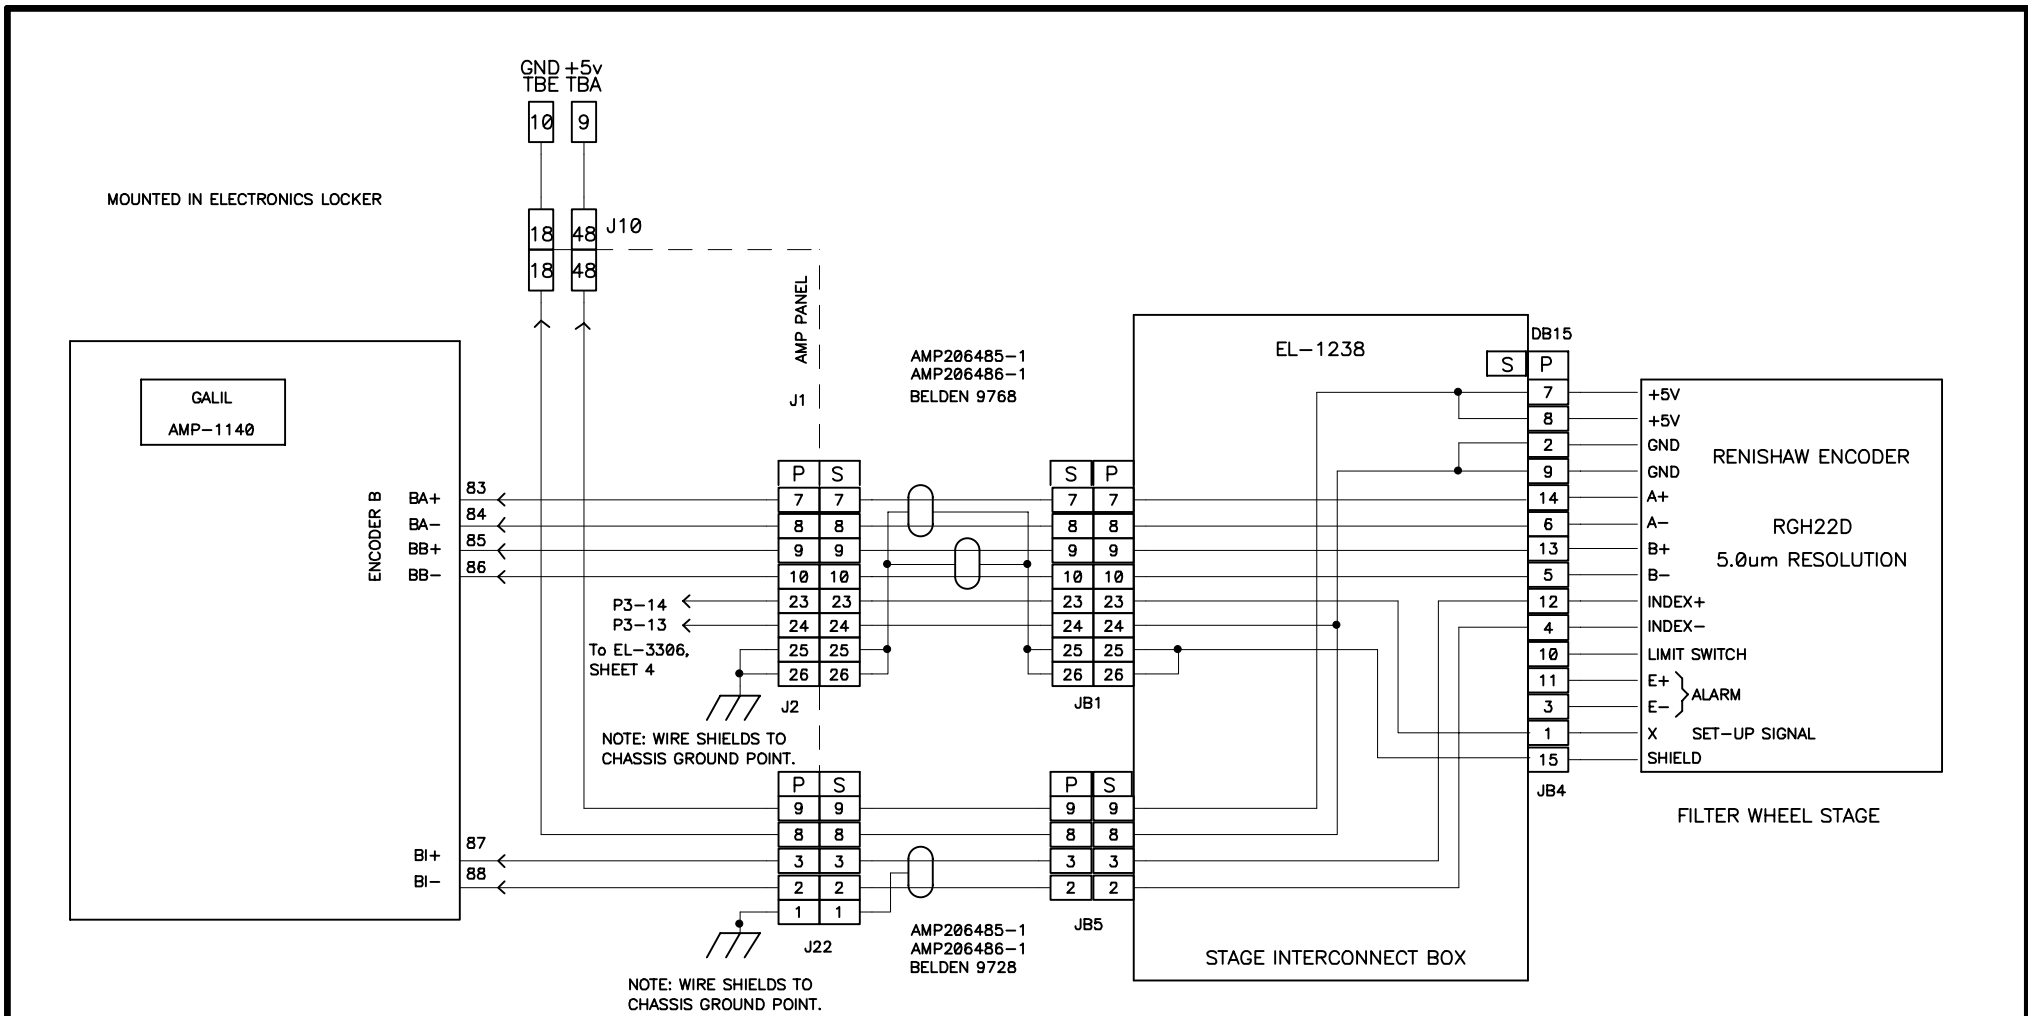 GND +5v
TBE TBA
10 9
MOUNTED IN ELECTRONICS LOCKER
18 48 J10
18 48
AMP PANEL
J1
GALIL
AMP-1140
ENCODER B
BA+ 83
BA- 84
BB+ 85
BB- 86
BI+ 87
BI- 88
P3-14
P3-13
To EL-3306,
SHEET 4
P S
7 7
8 8
9 9
10 10
23 23
24 24
25 25
26 26
J2
NOTE: WIRE SHIELDS TO
CHASSIS GROUND POINT.
AMP206485-1
AMP206486-1
BELDEN 9768
S P
7 7
8 8
9 9
10 10
23 23
24 24
25 25
26 26
JB1
P S
9 9
8 8
3 3
2 2
1 1
J22
NOTE: WIRE SHIELDS TO
CHASSIS GROUND POINT.
AMP206485-1
AMP206486-1
BELDEN 9728
P S
9 9
8 8
3 3
2 2
JB5
EL-1238
STAGE INTERCONNECT BOX
DB15
S P
7 +5V
8 +5V
2 GND
9 GND
14 A+
6 A-
13 B+
5 B-
12 INDEX+
4 INDEX-
10 LIMIT SWITCH
11 E+
3 E-
ALARM
1 X SET-UP SIGNAL
15 SHIELD
JB4
RENISHAW ENCODER
RGH22D
5.0um RESOLUTION
FILTER WHEEL STAGE